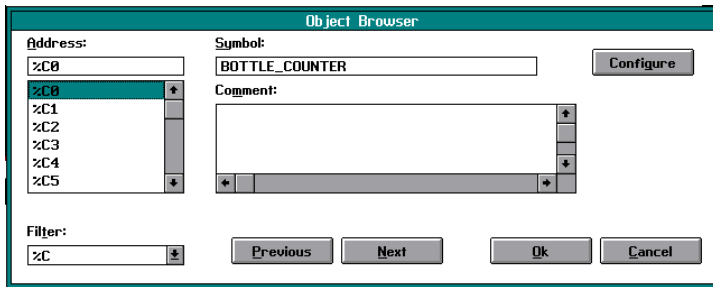 Object Browser
Address:
%C0
%C0
%C1
%C2
%C3
%C4
%C5
Symbol:
BOTTLE_COUNTER
Comment:
Configure
Filter:
%C
Previous
Next
Ok
Cancel